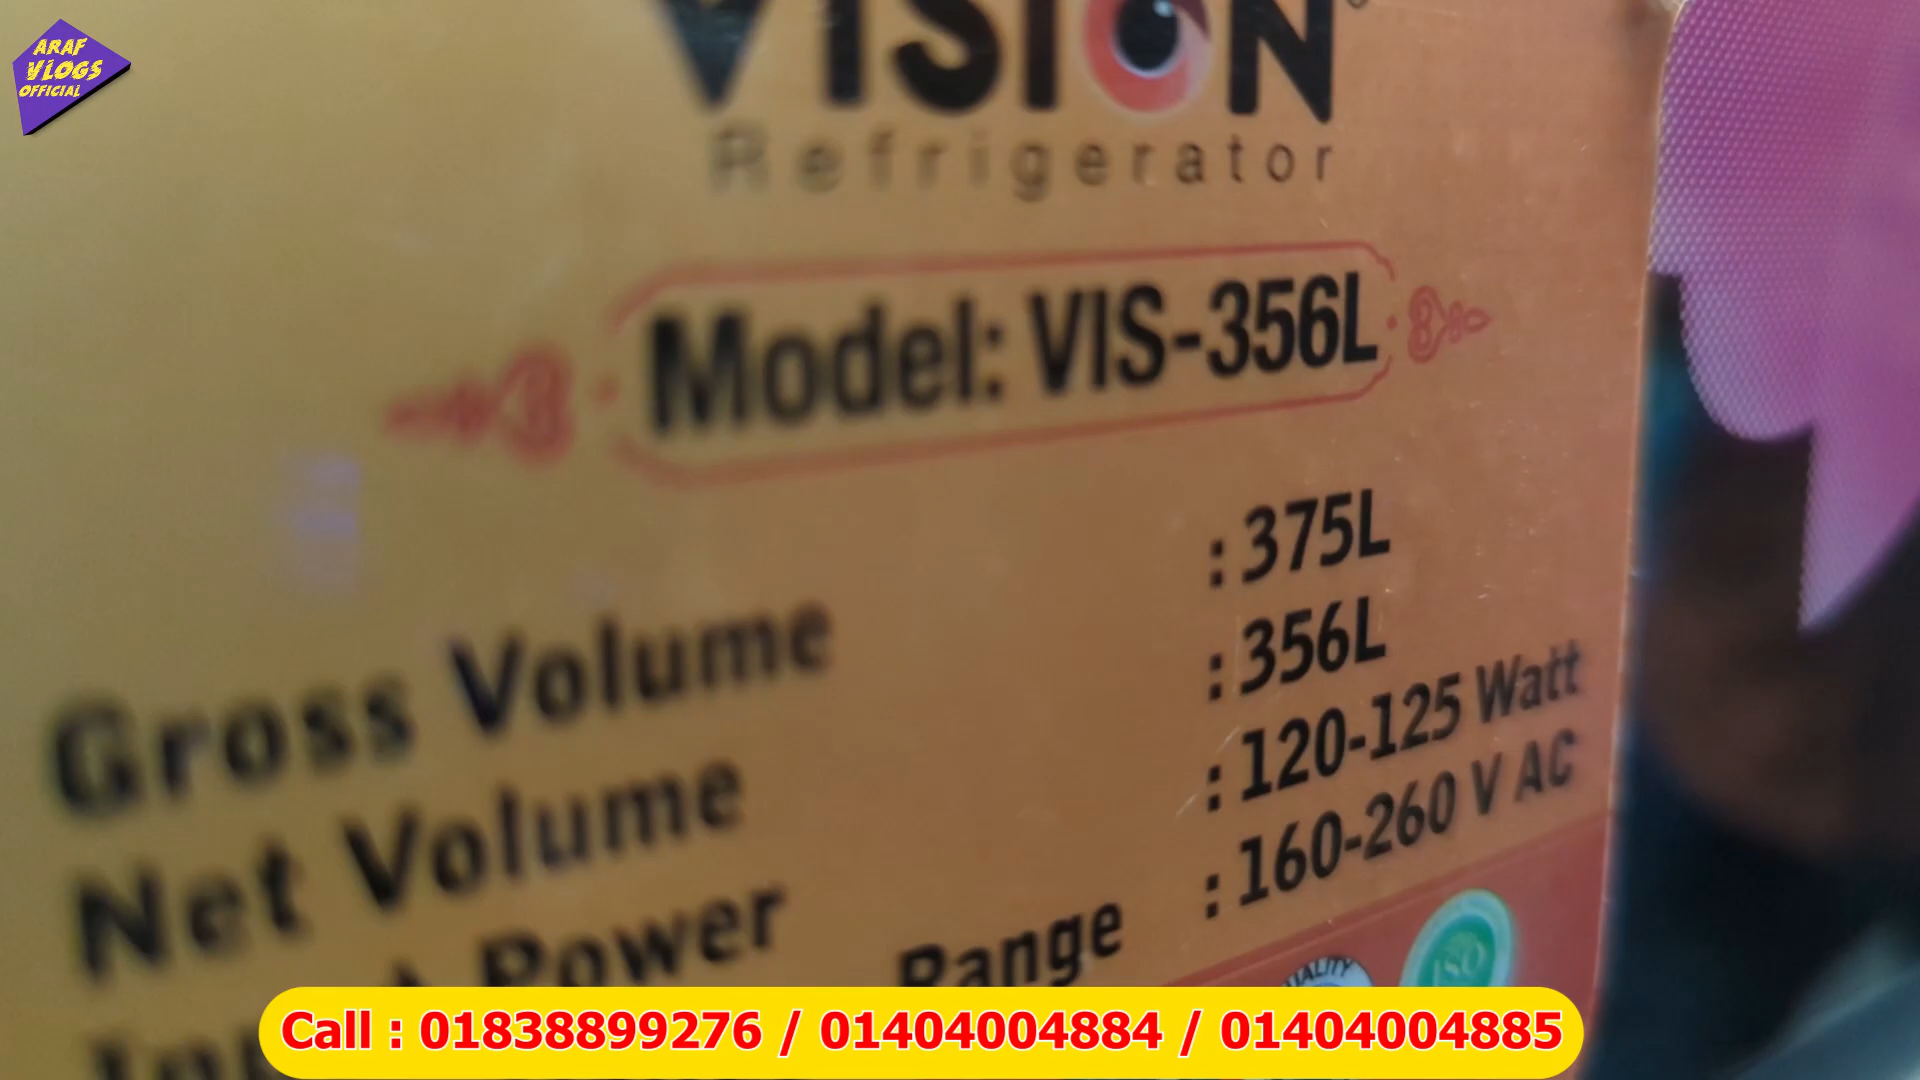 ARAF
VLOGS
OFFICIAL
VISION
Refrigerator
Model: VIS-356L
Gross Volume : 375L
Net Volume : 356L
Power : 120-125 Watt
Range : 160-260 V AC
ISO
Call : 01838899276 / 01404004884 / 01404004885